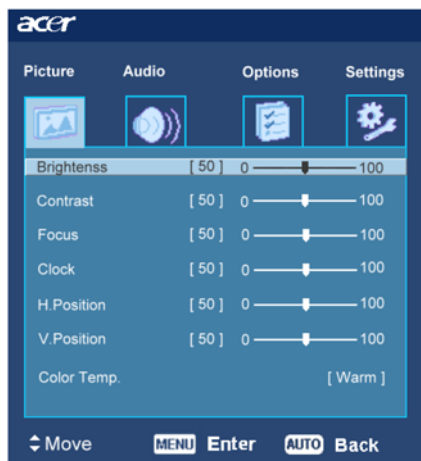 acer
Picture Audio Options Settings
Brightenss [ 50 ] 0 100
Contrast [ 50 ] 0 100
Focus [ 50 ] 0 100
Clock [ 50 ] 0 100
H.Position [ 50 ] 0 100
V.Position [ 50 ] 0 100
Color Temp. [ Warm ]
Move MENU Enter AUTO Back